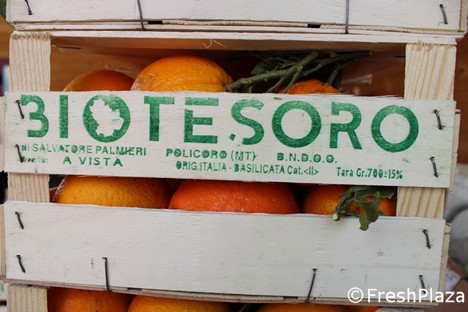 BIOTESORO
di SALVATORE PALMIERI
POLICORO (MT)
B.N.D.O.O.
A VISTA
ORIG.ITALIA - BASILICATA Cat.<II>
Tara Gr.700±15%
©FreshPlaza